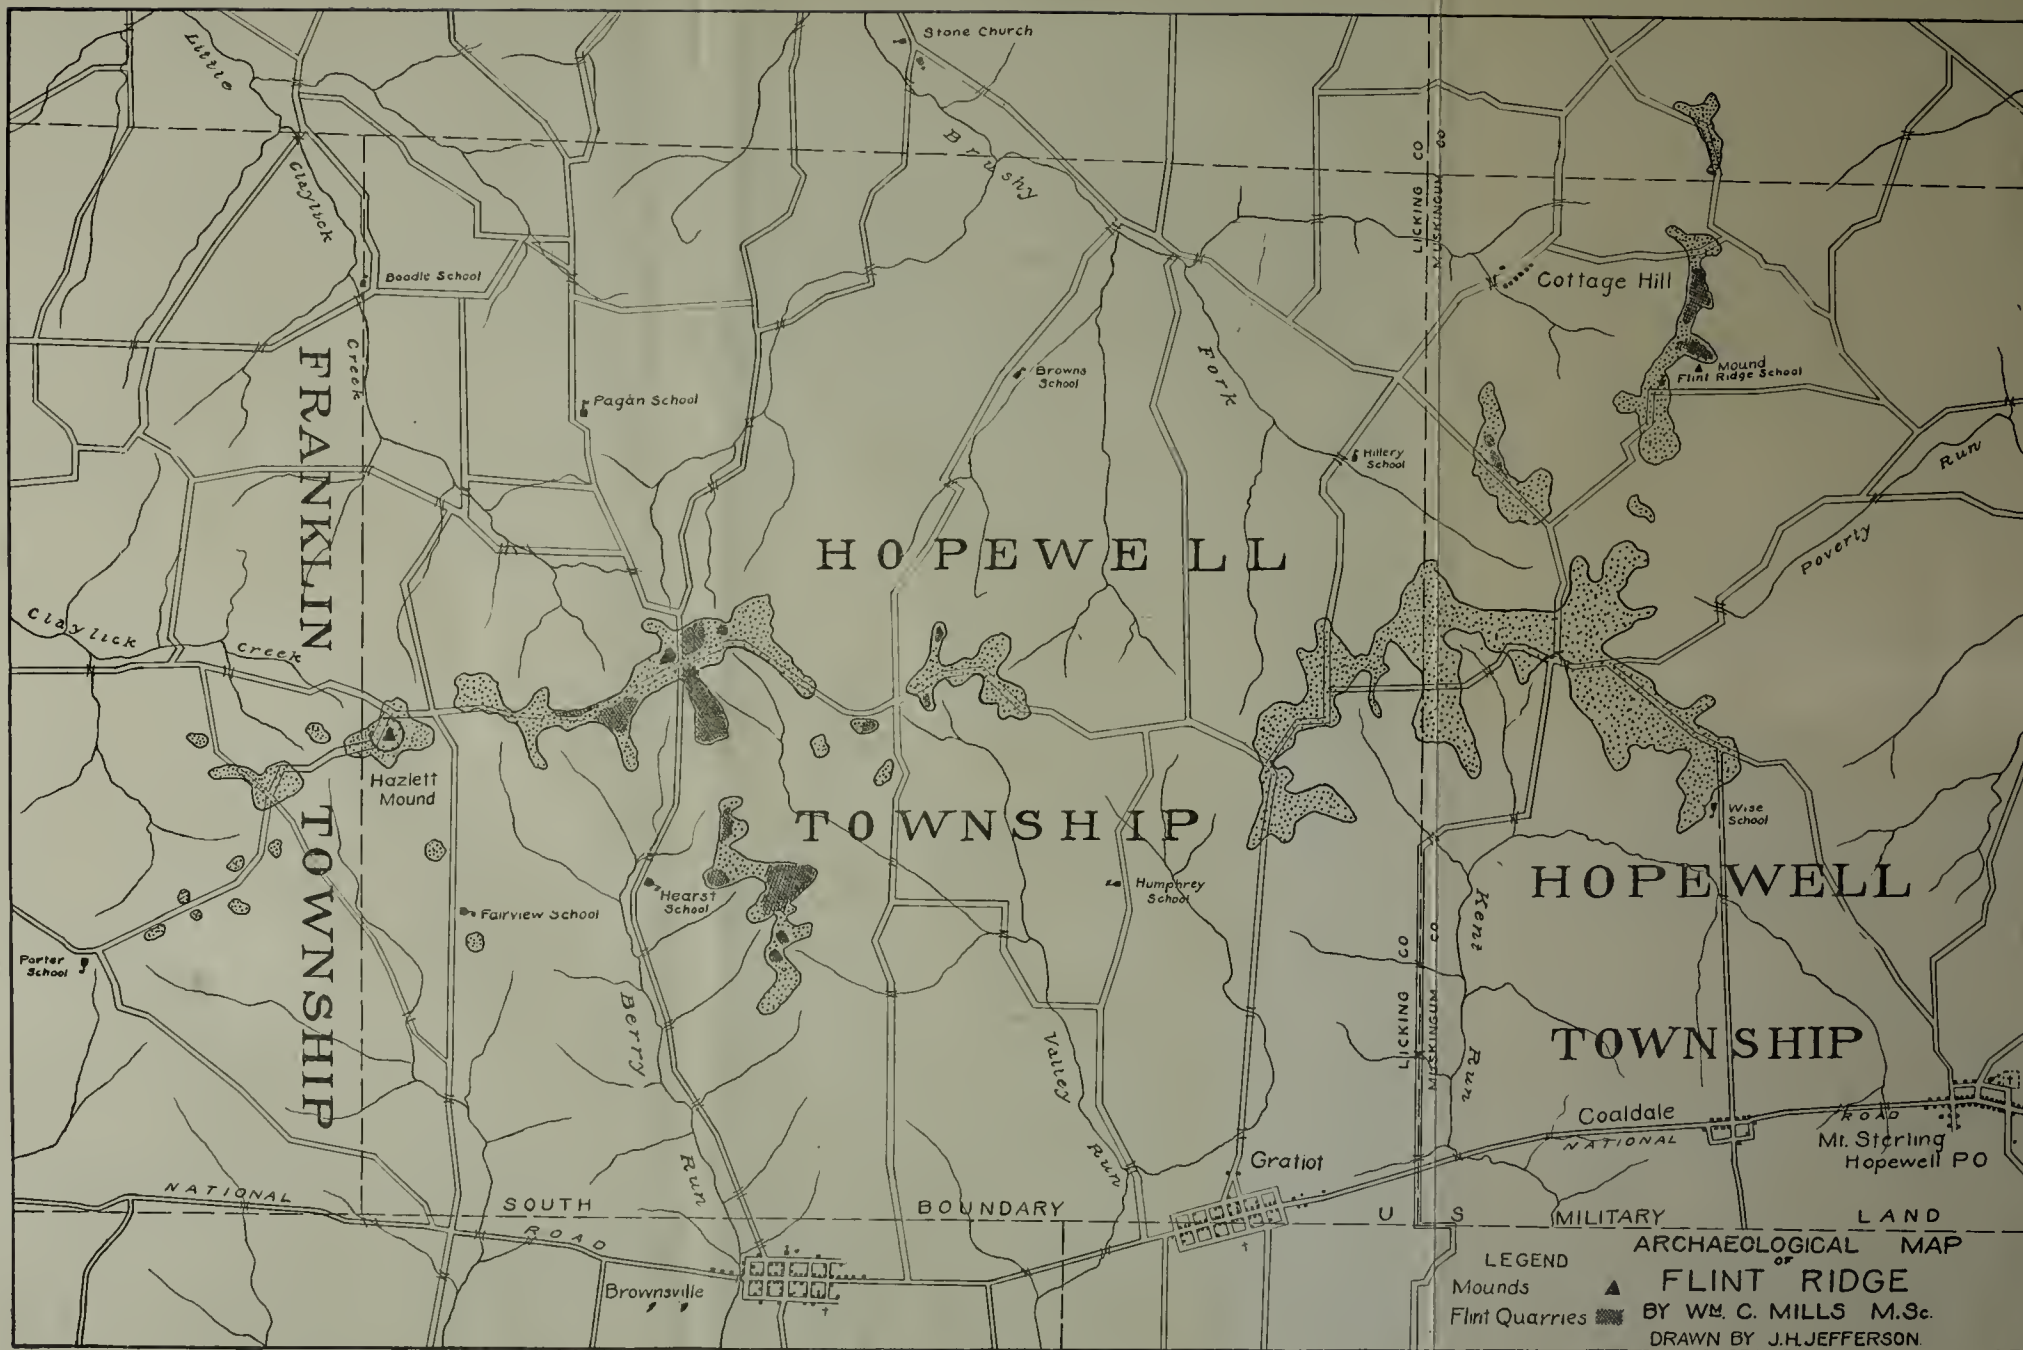 Stone Church
Little
Claylick
Creek
Brushy
Fork
LICKING CO
MUSKINGUM CO
Boadle School
Cottage Hill
Mound
Flint Ridge School
Browns
School
Pagan School
Hillery
School
Run
Poverty
FRANKLIN
TOWNSHIP
HOPEWELL
TOWNSHIP
Claylick
Creek
Hazlett
Mound
Wise
School
HOPEWELL
TOWNSHIP
Hearst
School
Humphrey
School
Fairview School
Porter
School
Kent
Run
LICKING CO
MUSKINGUM CO
Berry
Run
Valley
Run
Coaldale
NATIONAL
ROAD
Mt. Sterling
Hopewell PO
Gratiot
NATIONAL
ROAD
SOUTH BOUNDARY U S MILITARY LAND
Brownsville
LEGEND
Mounds
Flint Quarries
ARCHAEOLOGICAL MAP
OF
FLINT RIDGE
BY WM. C. MILLS M.Sc.
DRAWN BY J.H.JEFFERSON.